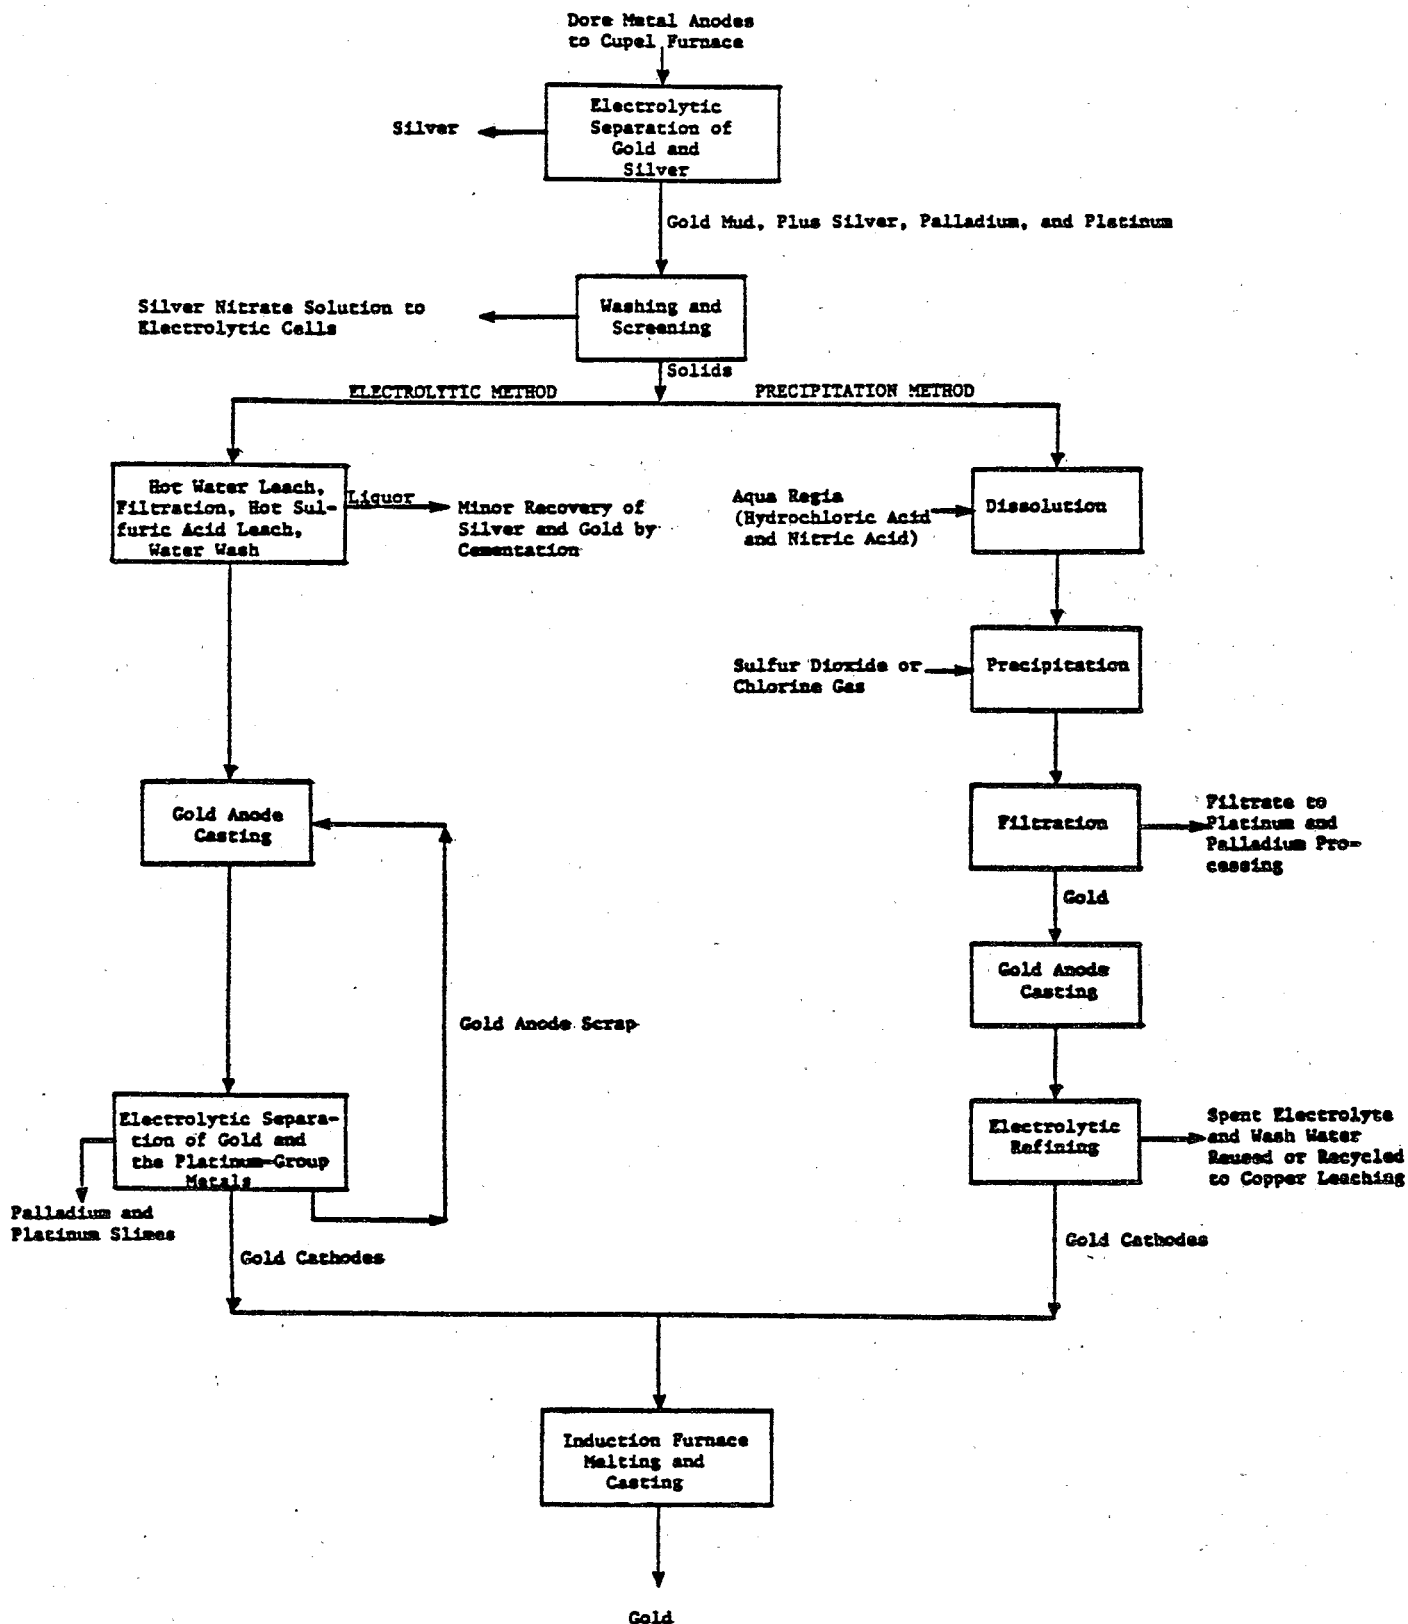 Dore Metal Anodes
to Cupel Furnace
Electrolytic
Separation of
Gold and
Silver
Silver
Gold Mud, Plus Silver, Palladium, and Platinum
Washing and
Screening
Silver Nitrate Solution to
Electrolytic Cells
Solids
ELECTROLYTIC METHOD
PRECIPITATION METHOD
Hot Water Leach,
Filtration, Hot Sul-
furic Acid Leach,
Water Wash
Liquor
Minor Recovery of
Silver and Gold by
Cementation
Aqua Regia
(Hydrochloric Acid
and Nitric Acid)
Dissolution
Sulfur Dioxide or
Chlorine Gas
Precipitation
Gold Anode
Casting
Filtration
Filtrate to
Platinum and
Palladium Pro-
cessing
Gold
Gold Anode
Casting
Gold Anode Scrap
Electrolytic Separa-
tion of Gold and
the Platinum-Group
Metals
Electrolytic
Refining
Spent Electrolyte
and Wash Water
Reused or Recycled
to Copper Leaching
Palladium and
Platinum Slimes
Gold Cathodes
Gold Cathodes
Induction Furnace
Melting and
Casting
Gold